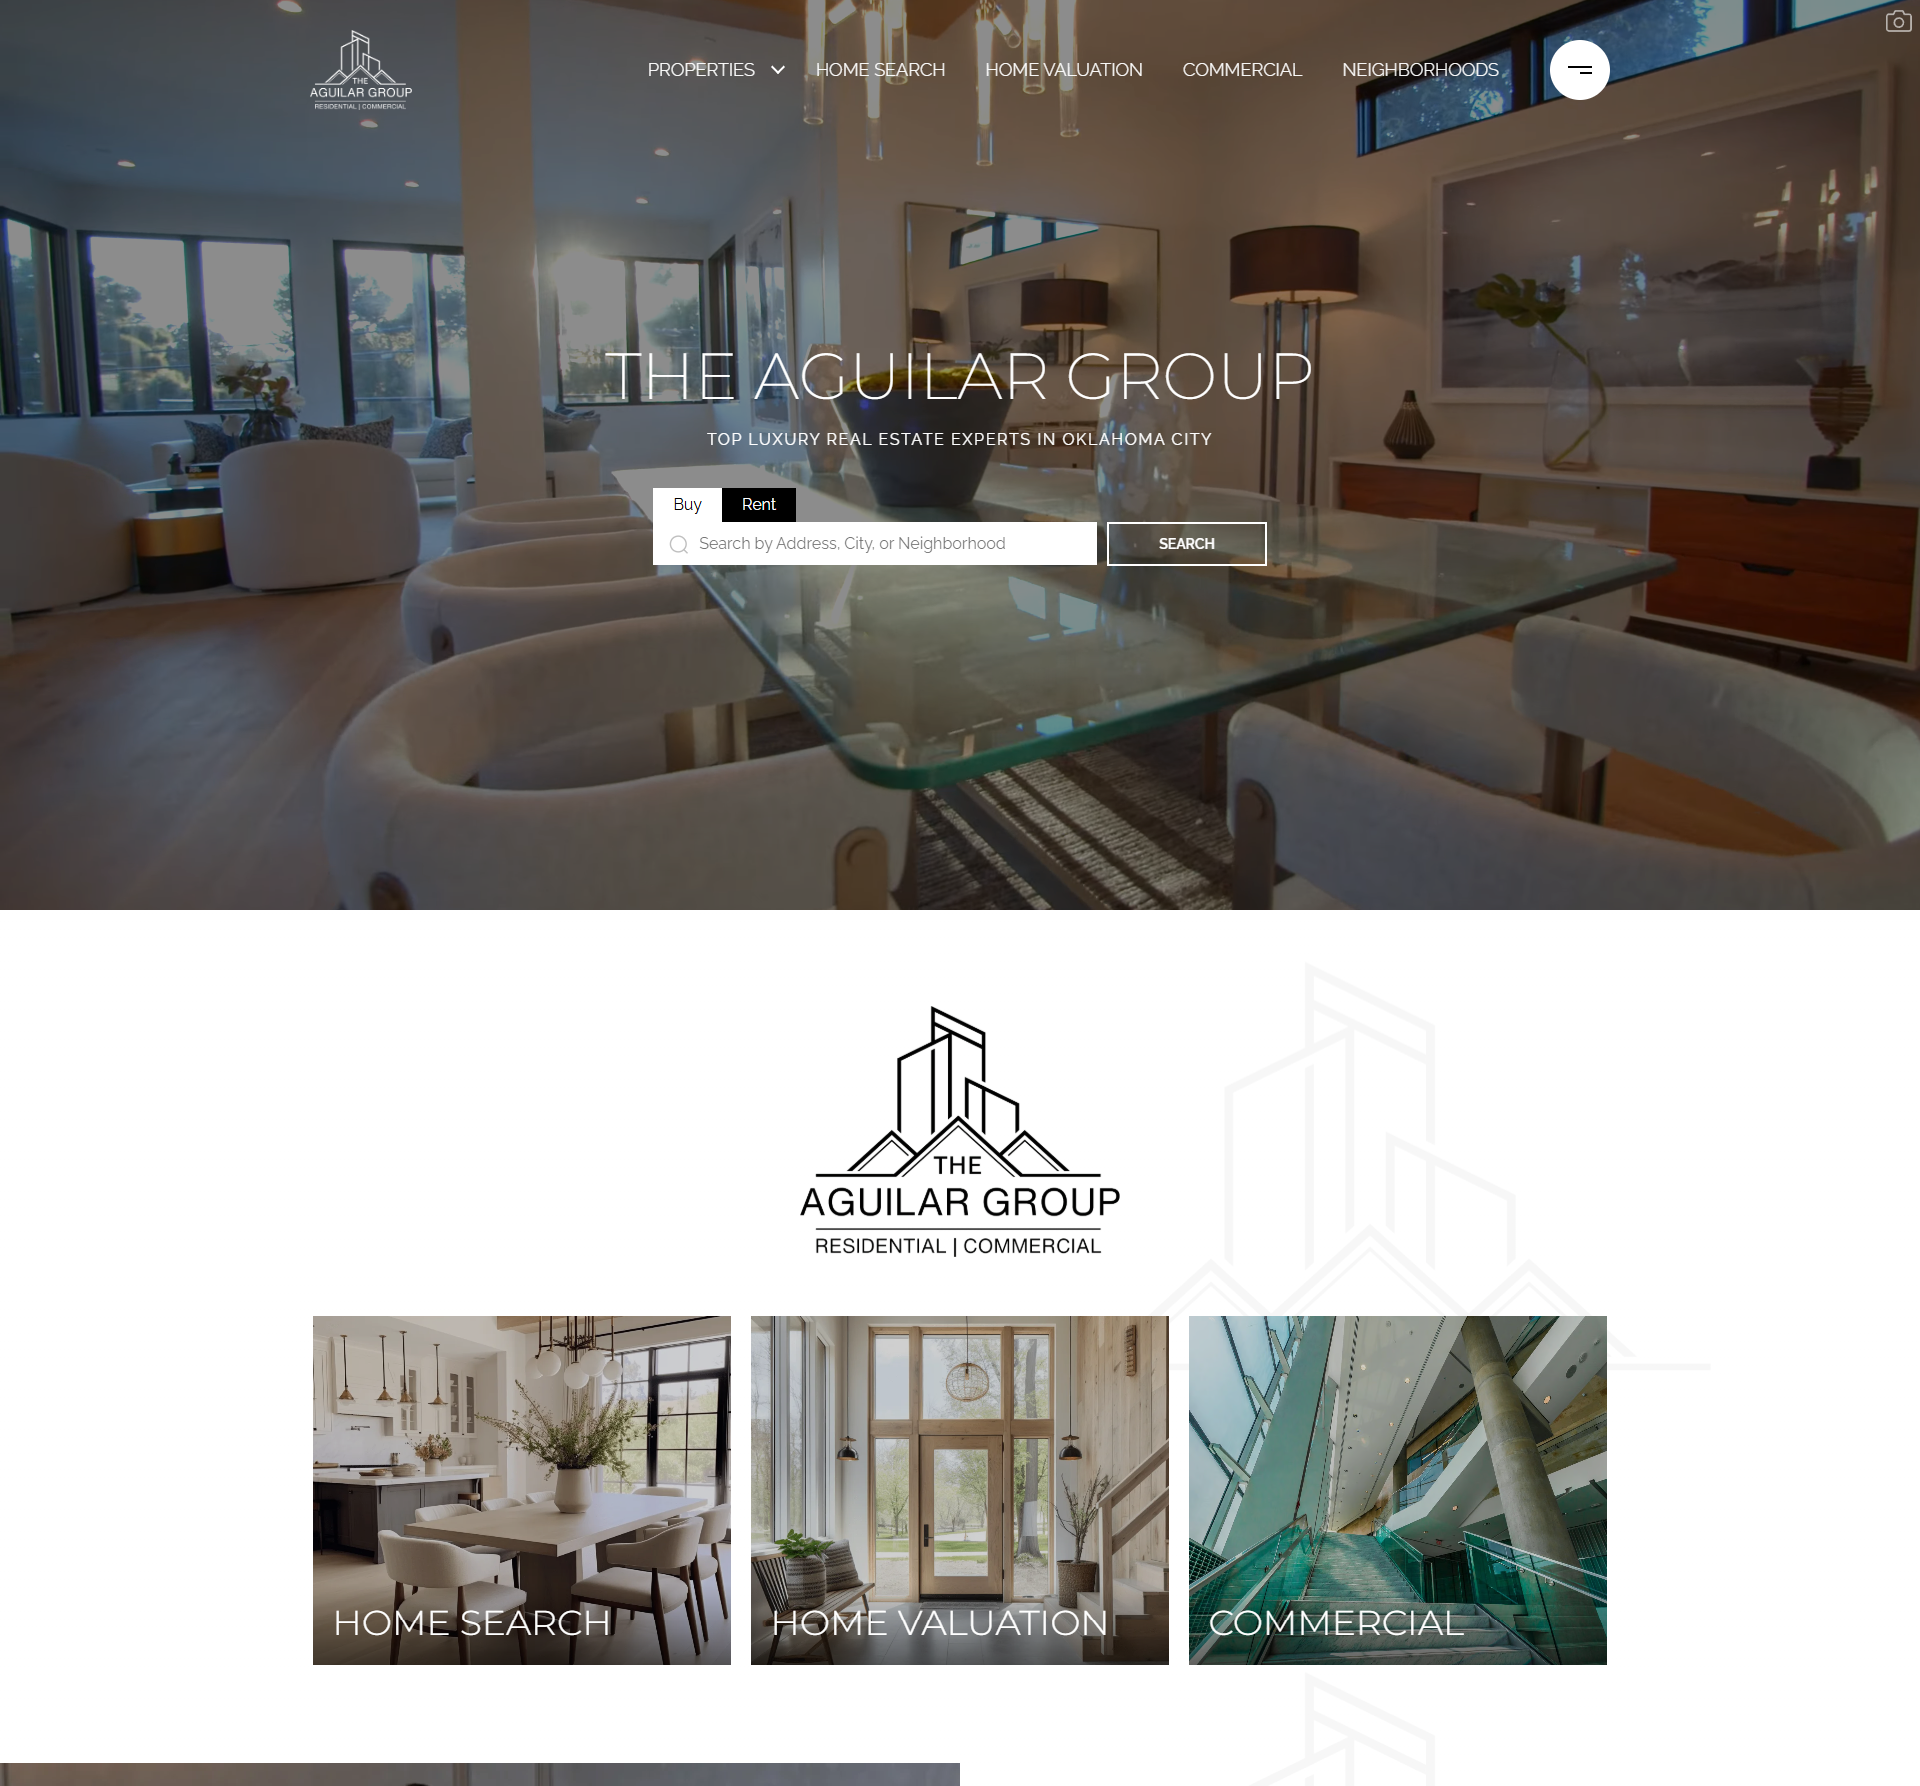 THE
AGUILAR GROUP
RESIDENTIAL | COMMERCIAL
PROPERTIES
HOME SEARCH
HOME VALUATION
COMMERCIAL
NEIGHBORHOODS
THE AGUILAR GROUP
TOP LUXURY REAL ESTATE EXPERTS IN OKLAHOMA CITY
Buy
Rent
Search by Address, City, or Neighborhood
SEARCH
THE
AGUILAR GROUP
RESIDENTIAL | COMMERCIAL
HOME SEARCH
HOME VALUATION
COMMERCIAL